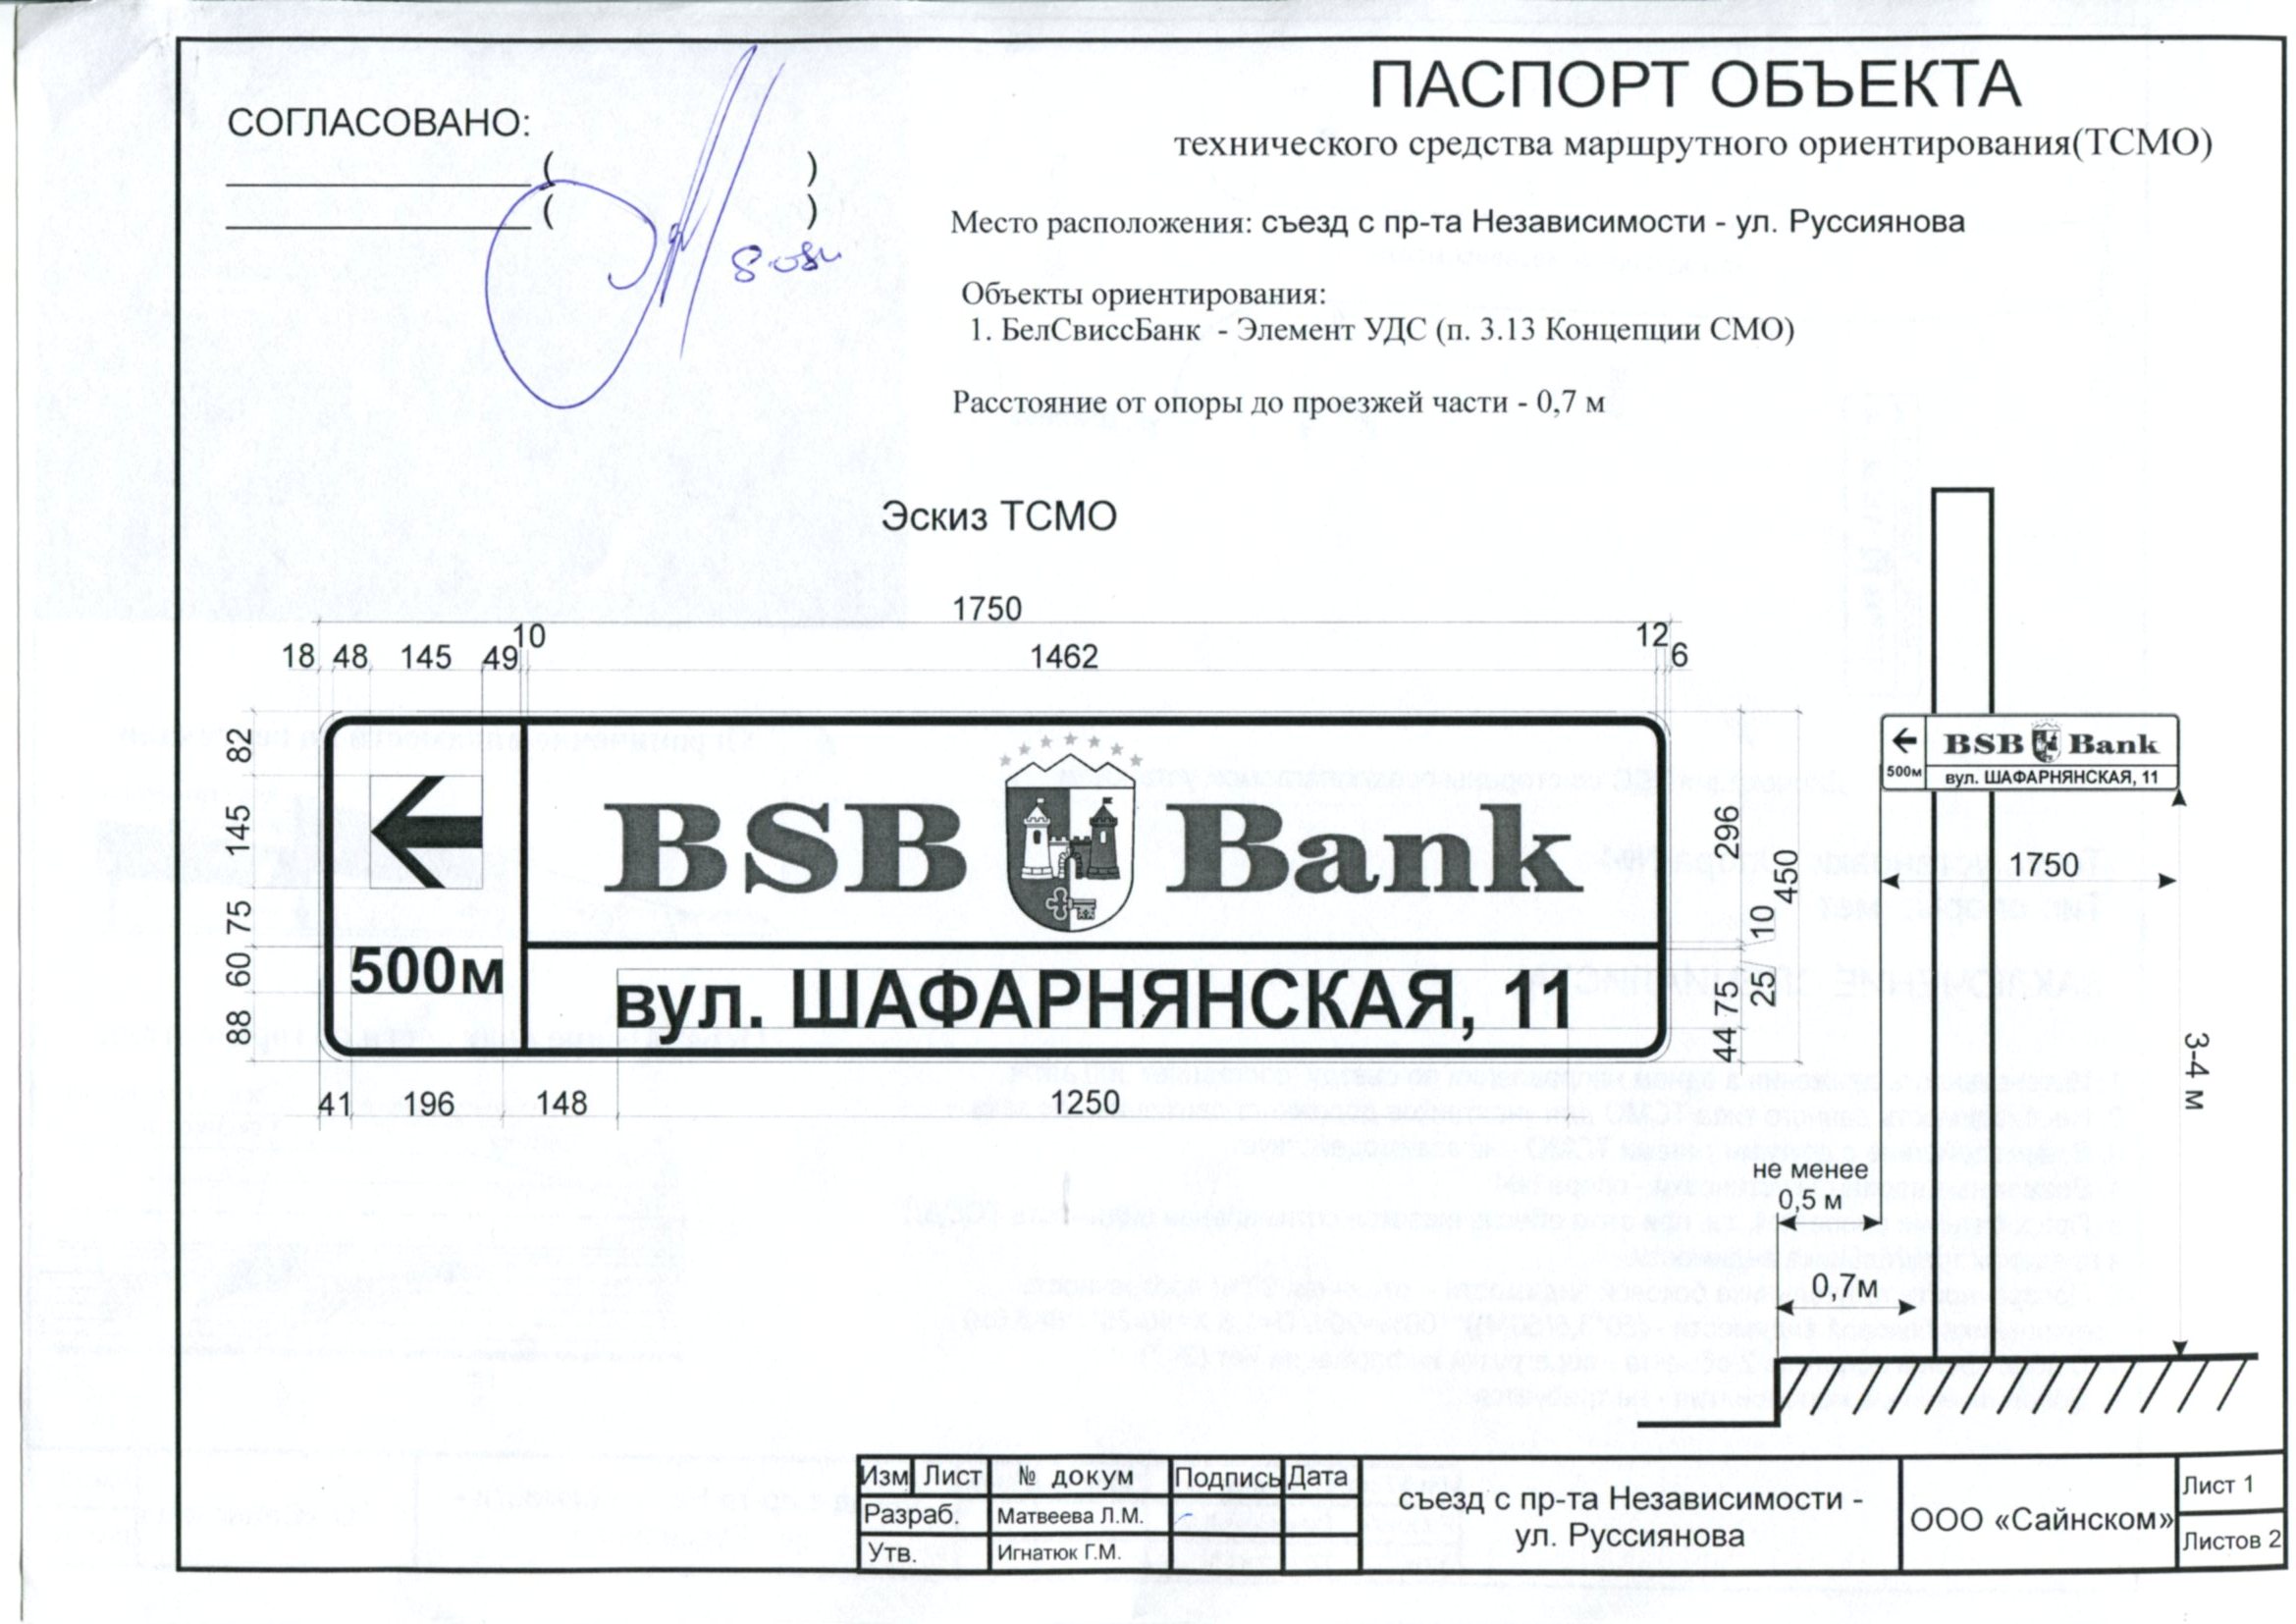 СОГЛАСОВАНО:
(                    )
(                    )
ПАСПОРТ ОБЪЕКТА
технического средства маршрутного ориентирования(ТСМО)
Место расположения: съезд с пр-та Независимости - ул. Руссиянова
Объекты ориентирования:
1. БелСвиссБанк - Элемент УДС (п. 3.13 Концепции СМО)
Расстояние от опоры до проезжей части - 0,7 м
Эскиз ТСМО
1750
18 48 145 49 10 1462 12 6
82
145
75
60
88
BSB Bank
500м
вул. ШАФАРНЯНСКАЯ, 11
296
10
450
25
75
44
41 196 148 1250
BSB Bank
500м
вул. ШАФАРНЯНСКАЯ, 11
1750
3-4 м
не менее
0,5 м
0,7м
Изм Лист № докум Подпись Дата
Разраб. Матвеева Л.М.
Утв. Игнатюк Г.М.
съезд с пр-та Независимости -
ул. Руссиянова
ООО «Сайнском»
Лист 1
Листов 2